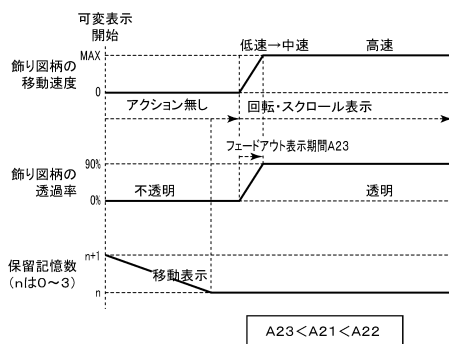 可変表示
開始
飾り図柄の
移動速度
MAX
0
低速→中速
高速
アクション無し
回転・スクロール表示
フェードアウト表示期間A23
飾り図柄の
透過率
90%
0%
不透明
透明
保留記憶数
(nは0~3)
n+1
n
移動表示
A23<A21<A22